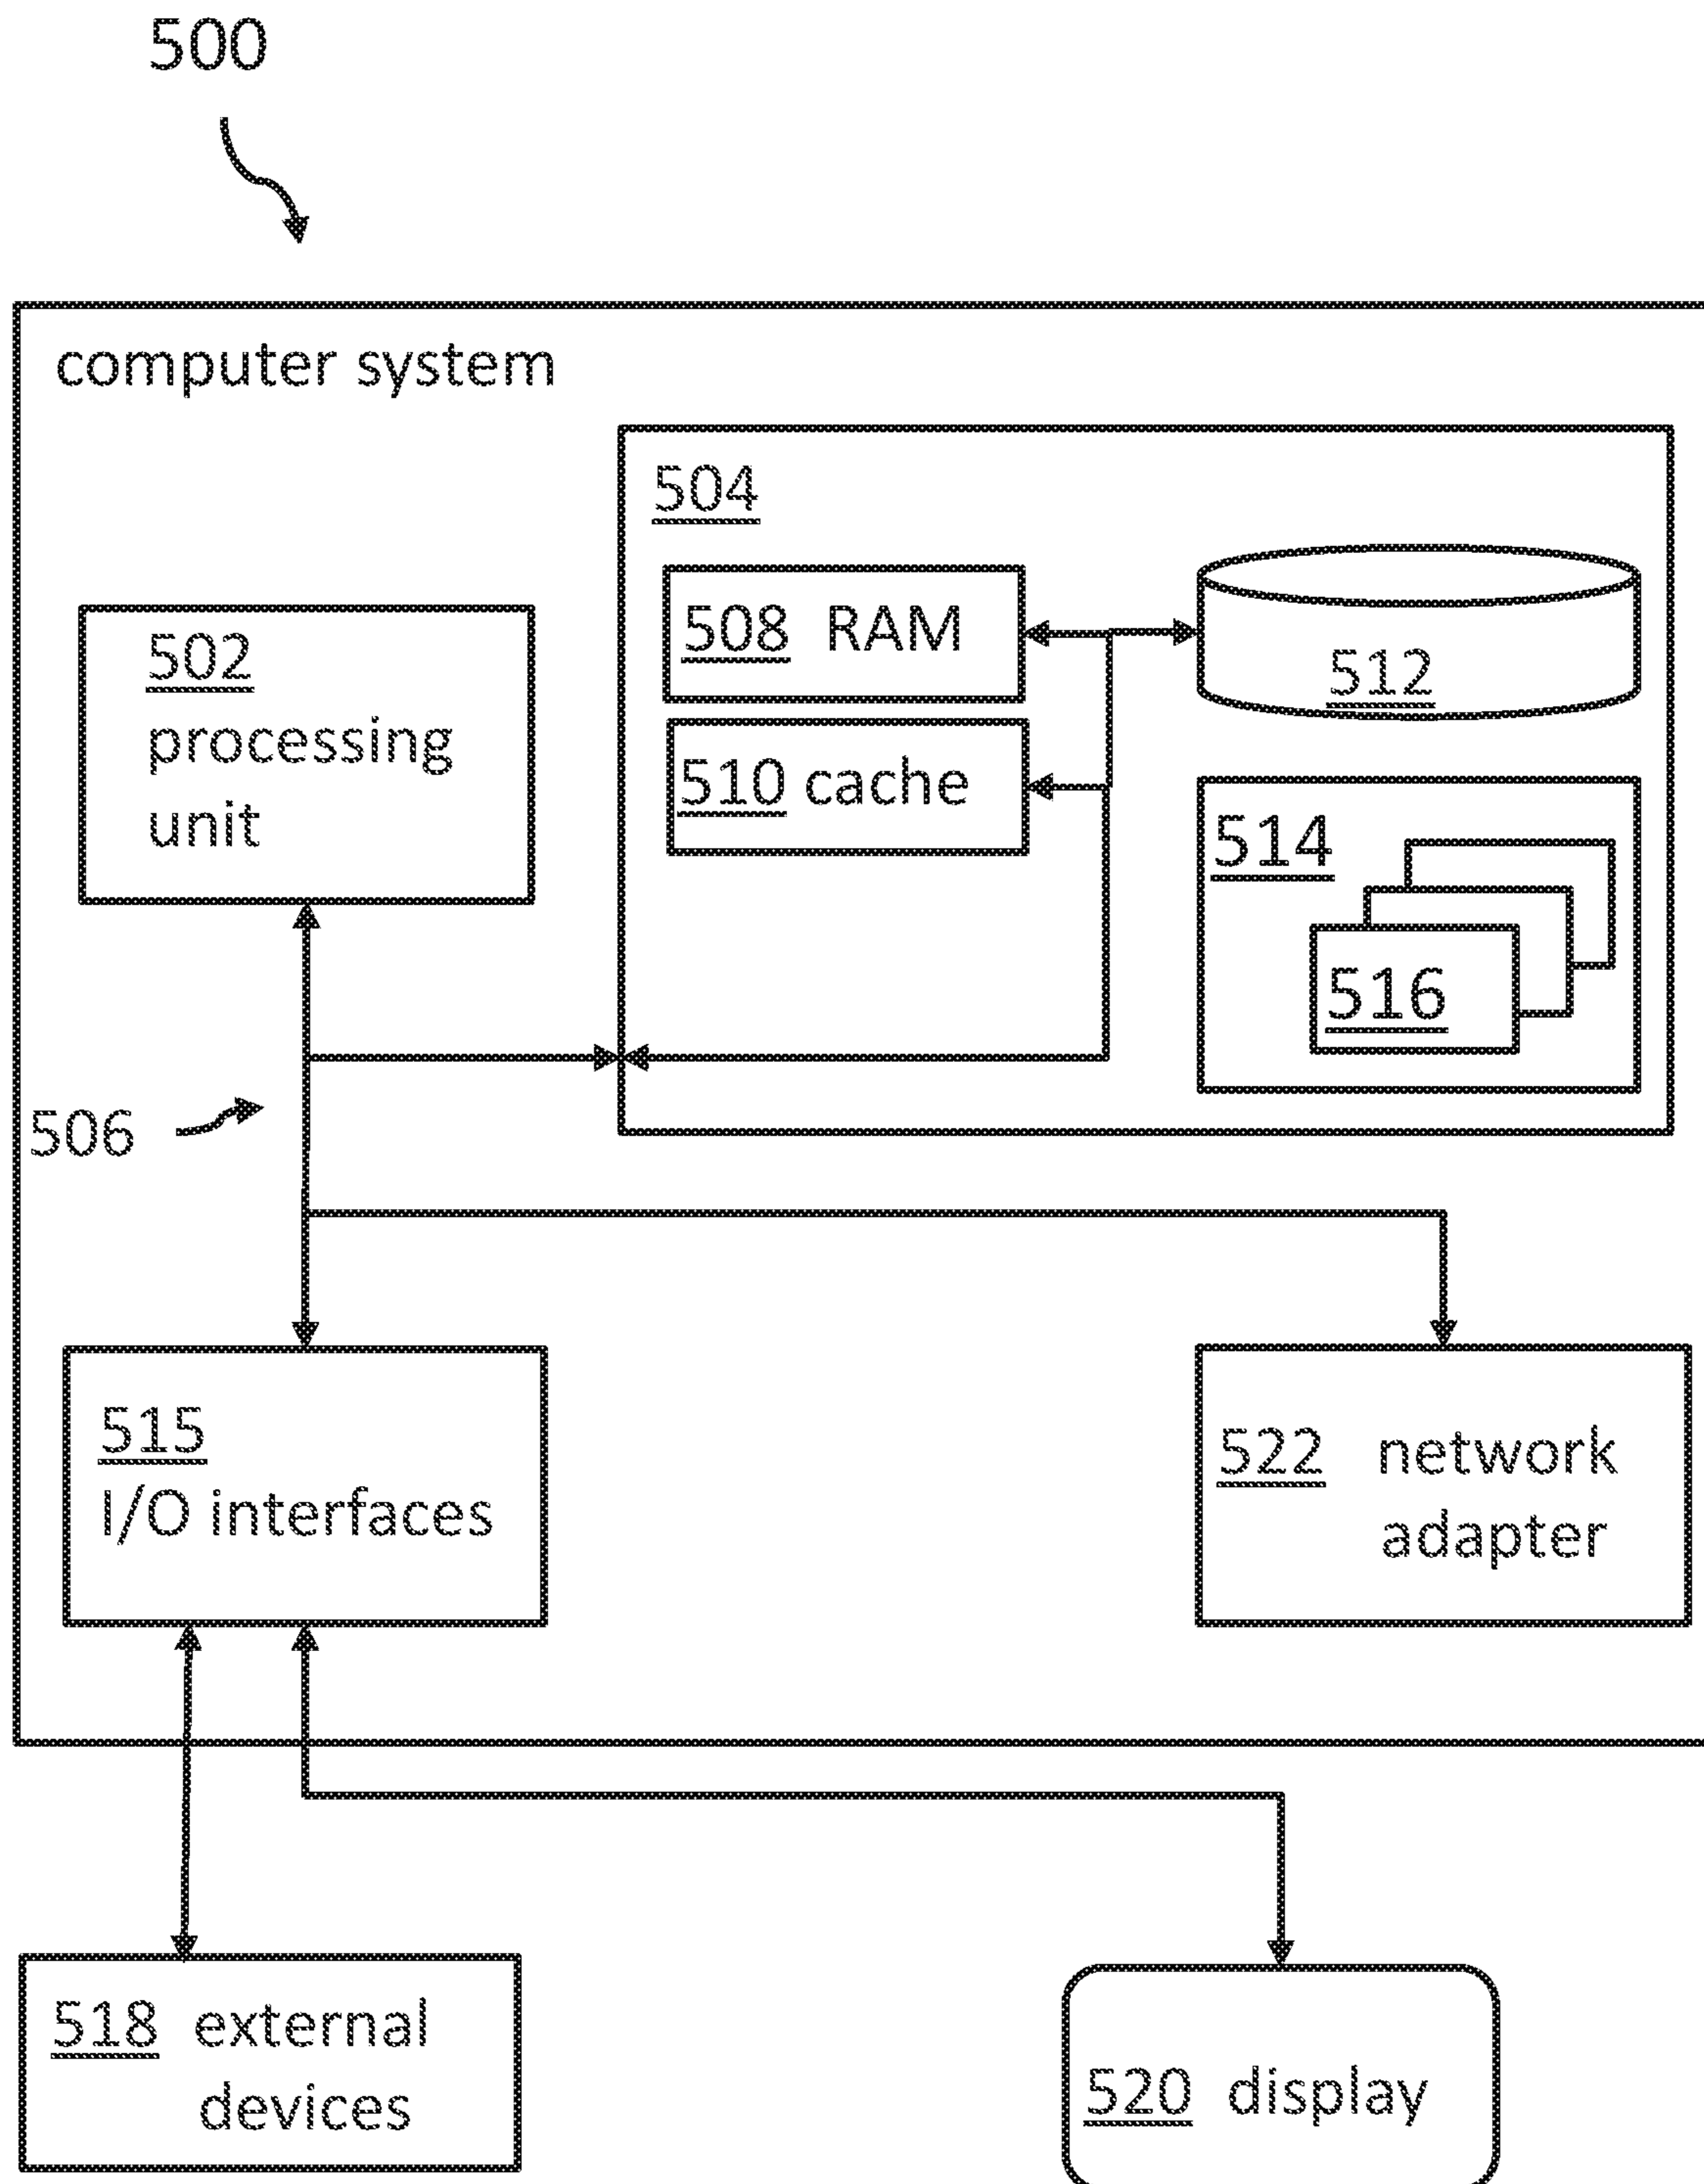 500
computer system
504
508 RAM
512
502
processing
unit
510 cache
514
516
506
515
I/O interfaces
522 network
adapter
518 external
devices
520 display